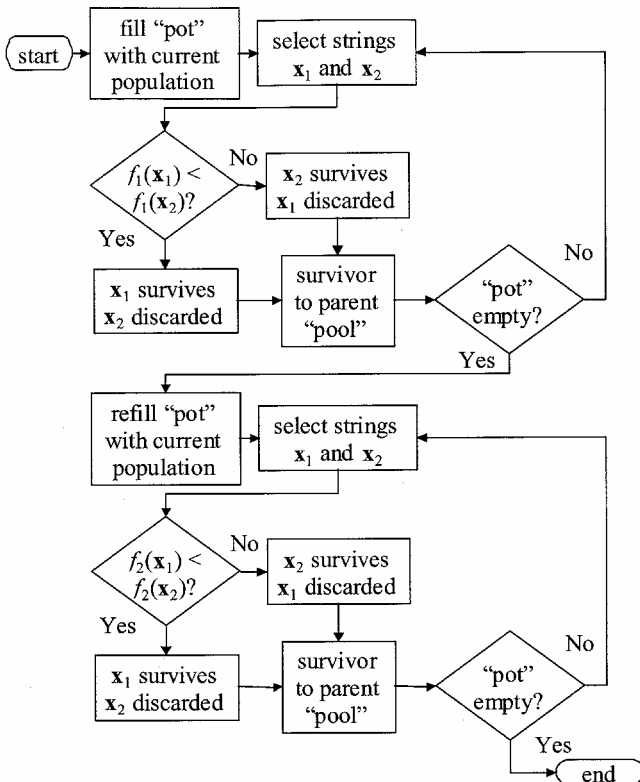 start
fill “pot”
with current
population
select strings
x₁ and x₂
f₁(x₁) <
f₁(x₂)?
No
x₂ survives
x₁ discarded
Yes
x₁ survives
x₂ discarded
survivor
to parent
“pool”
“pot”
empty?
No
Yes
refill “pot”
with current
population
select strings
x₁ and x₂
f₂(x₁) <
f₂(x₂)?
No
x₂ survives
x₁ discarded
Yes
x₁ survives
x₂ discarded
survivor
to parent
“pool”
“pot”
empty?
No
Yes
end